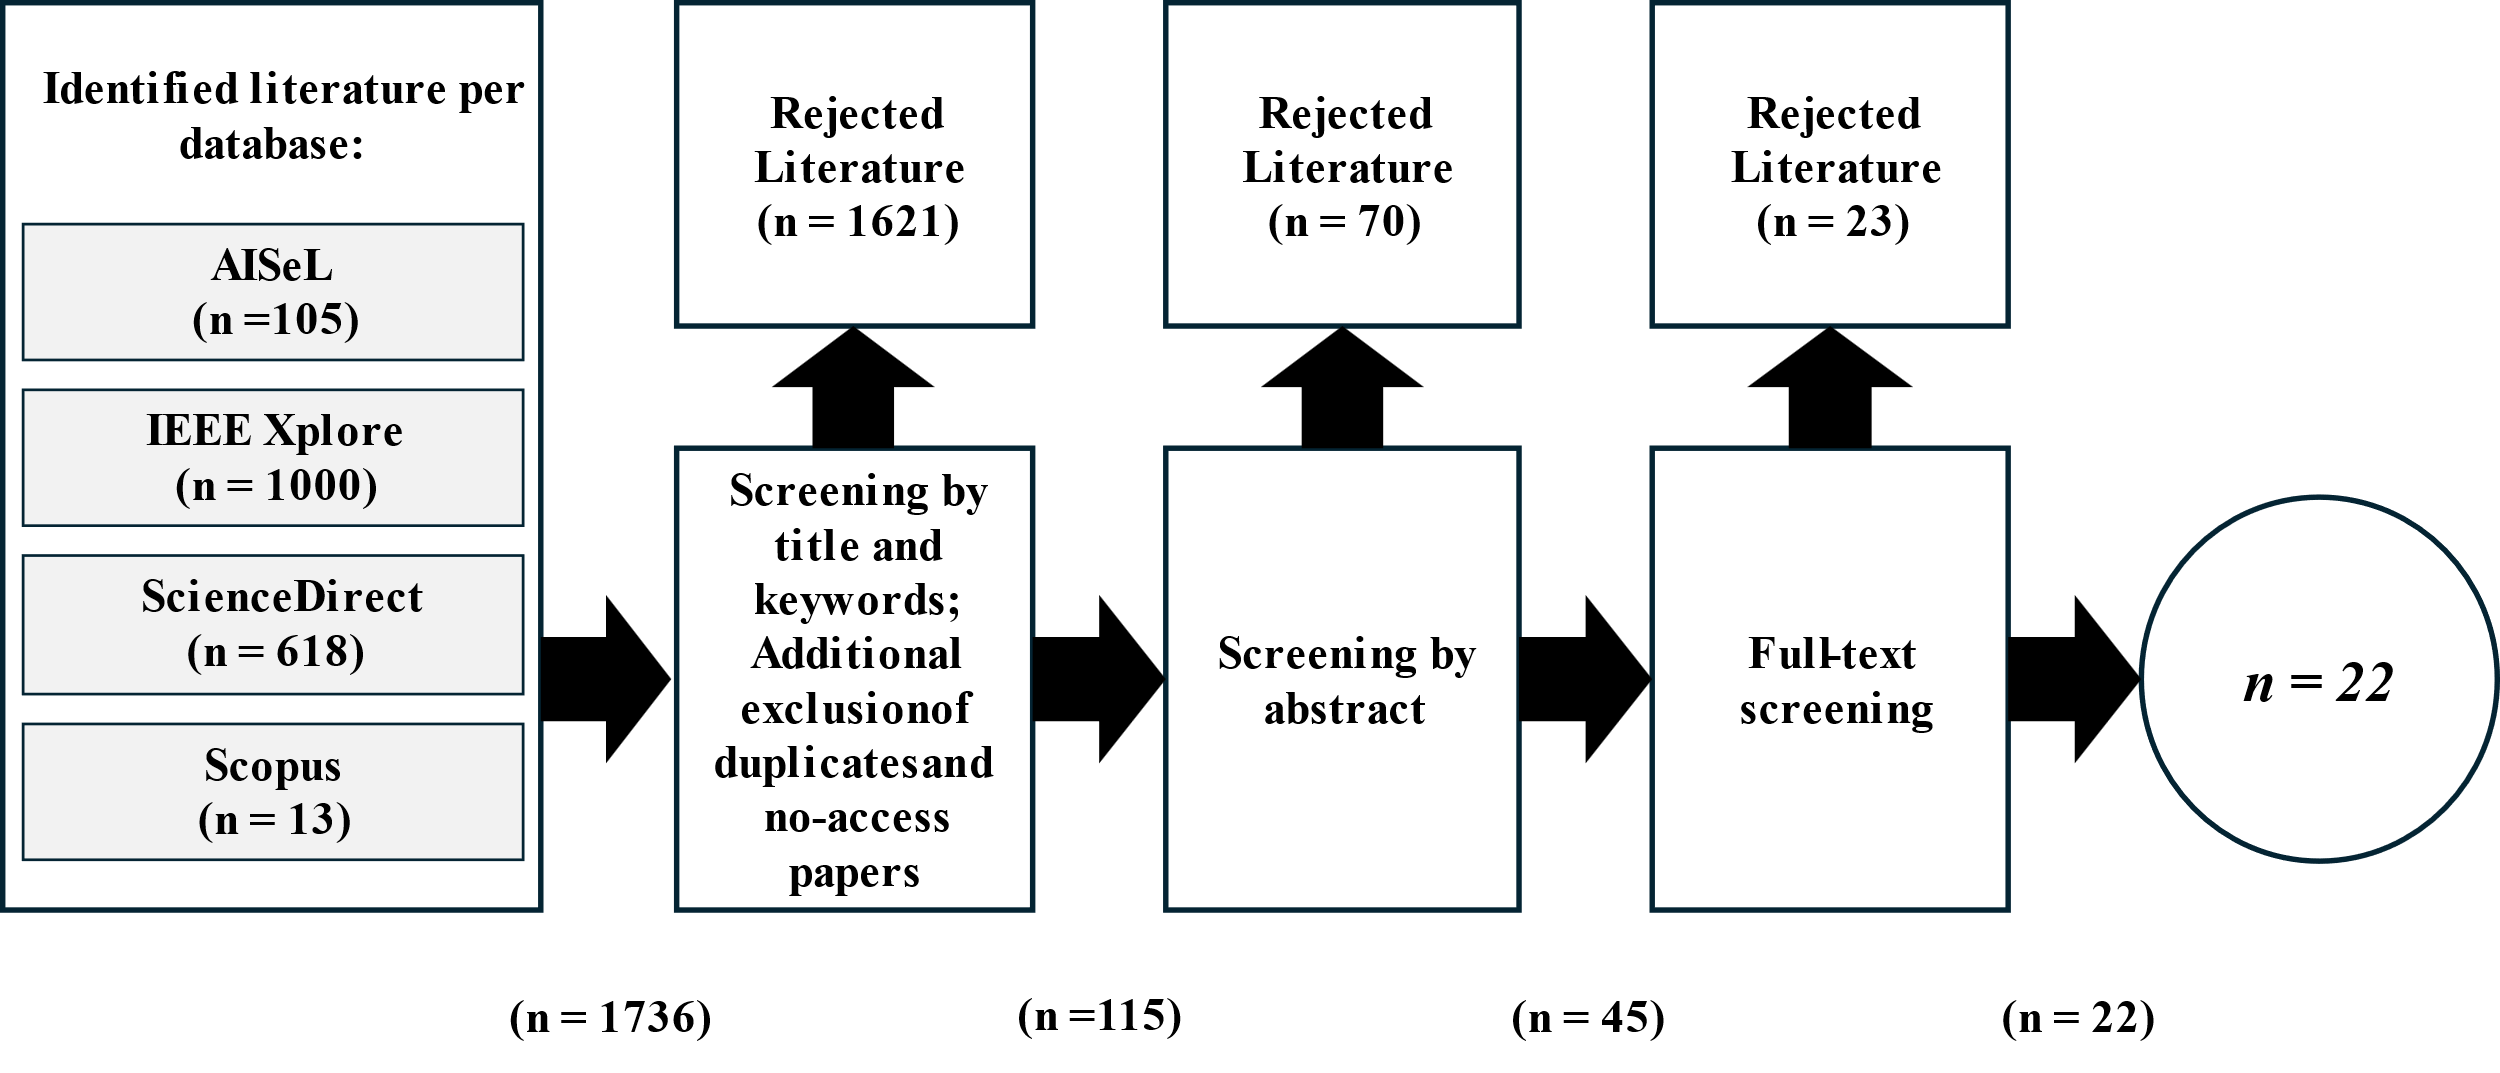 Identified literature per
database:
AISeL
(n =105)
IEEE Xplore
(n = 1000)
ScienceDirect
(n = 618)
Scopus
(n = 13)
Rejected
Literature
(n = 1621)
Screening by
title and
keywords;
Additional
exclusionof
duplicatesand
no-access
papers
Rejected
Literature
(n = 70)
Screening by
abstract
Rejected
Literature
(n = 23)
Full-text
screening
n = 22
(n = 1736)
(n =115)
(n = 45)
(n = 22)